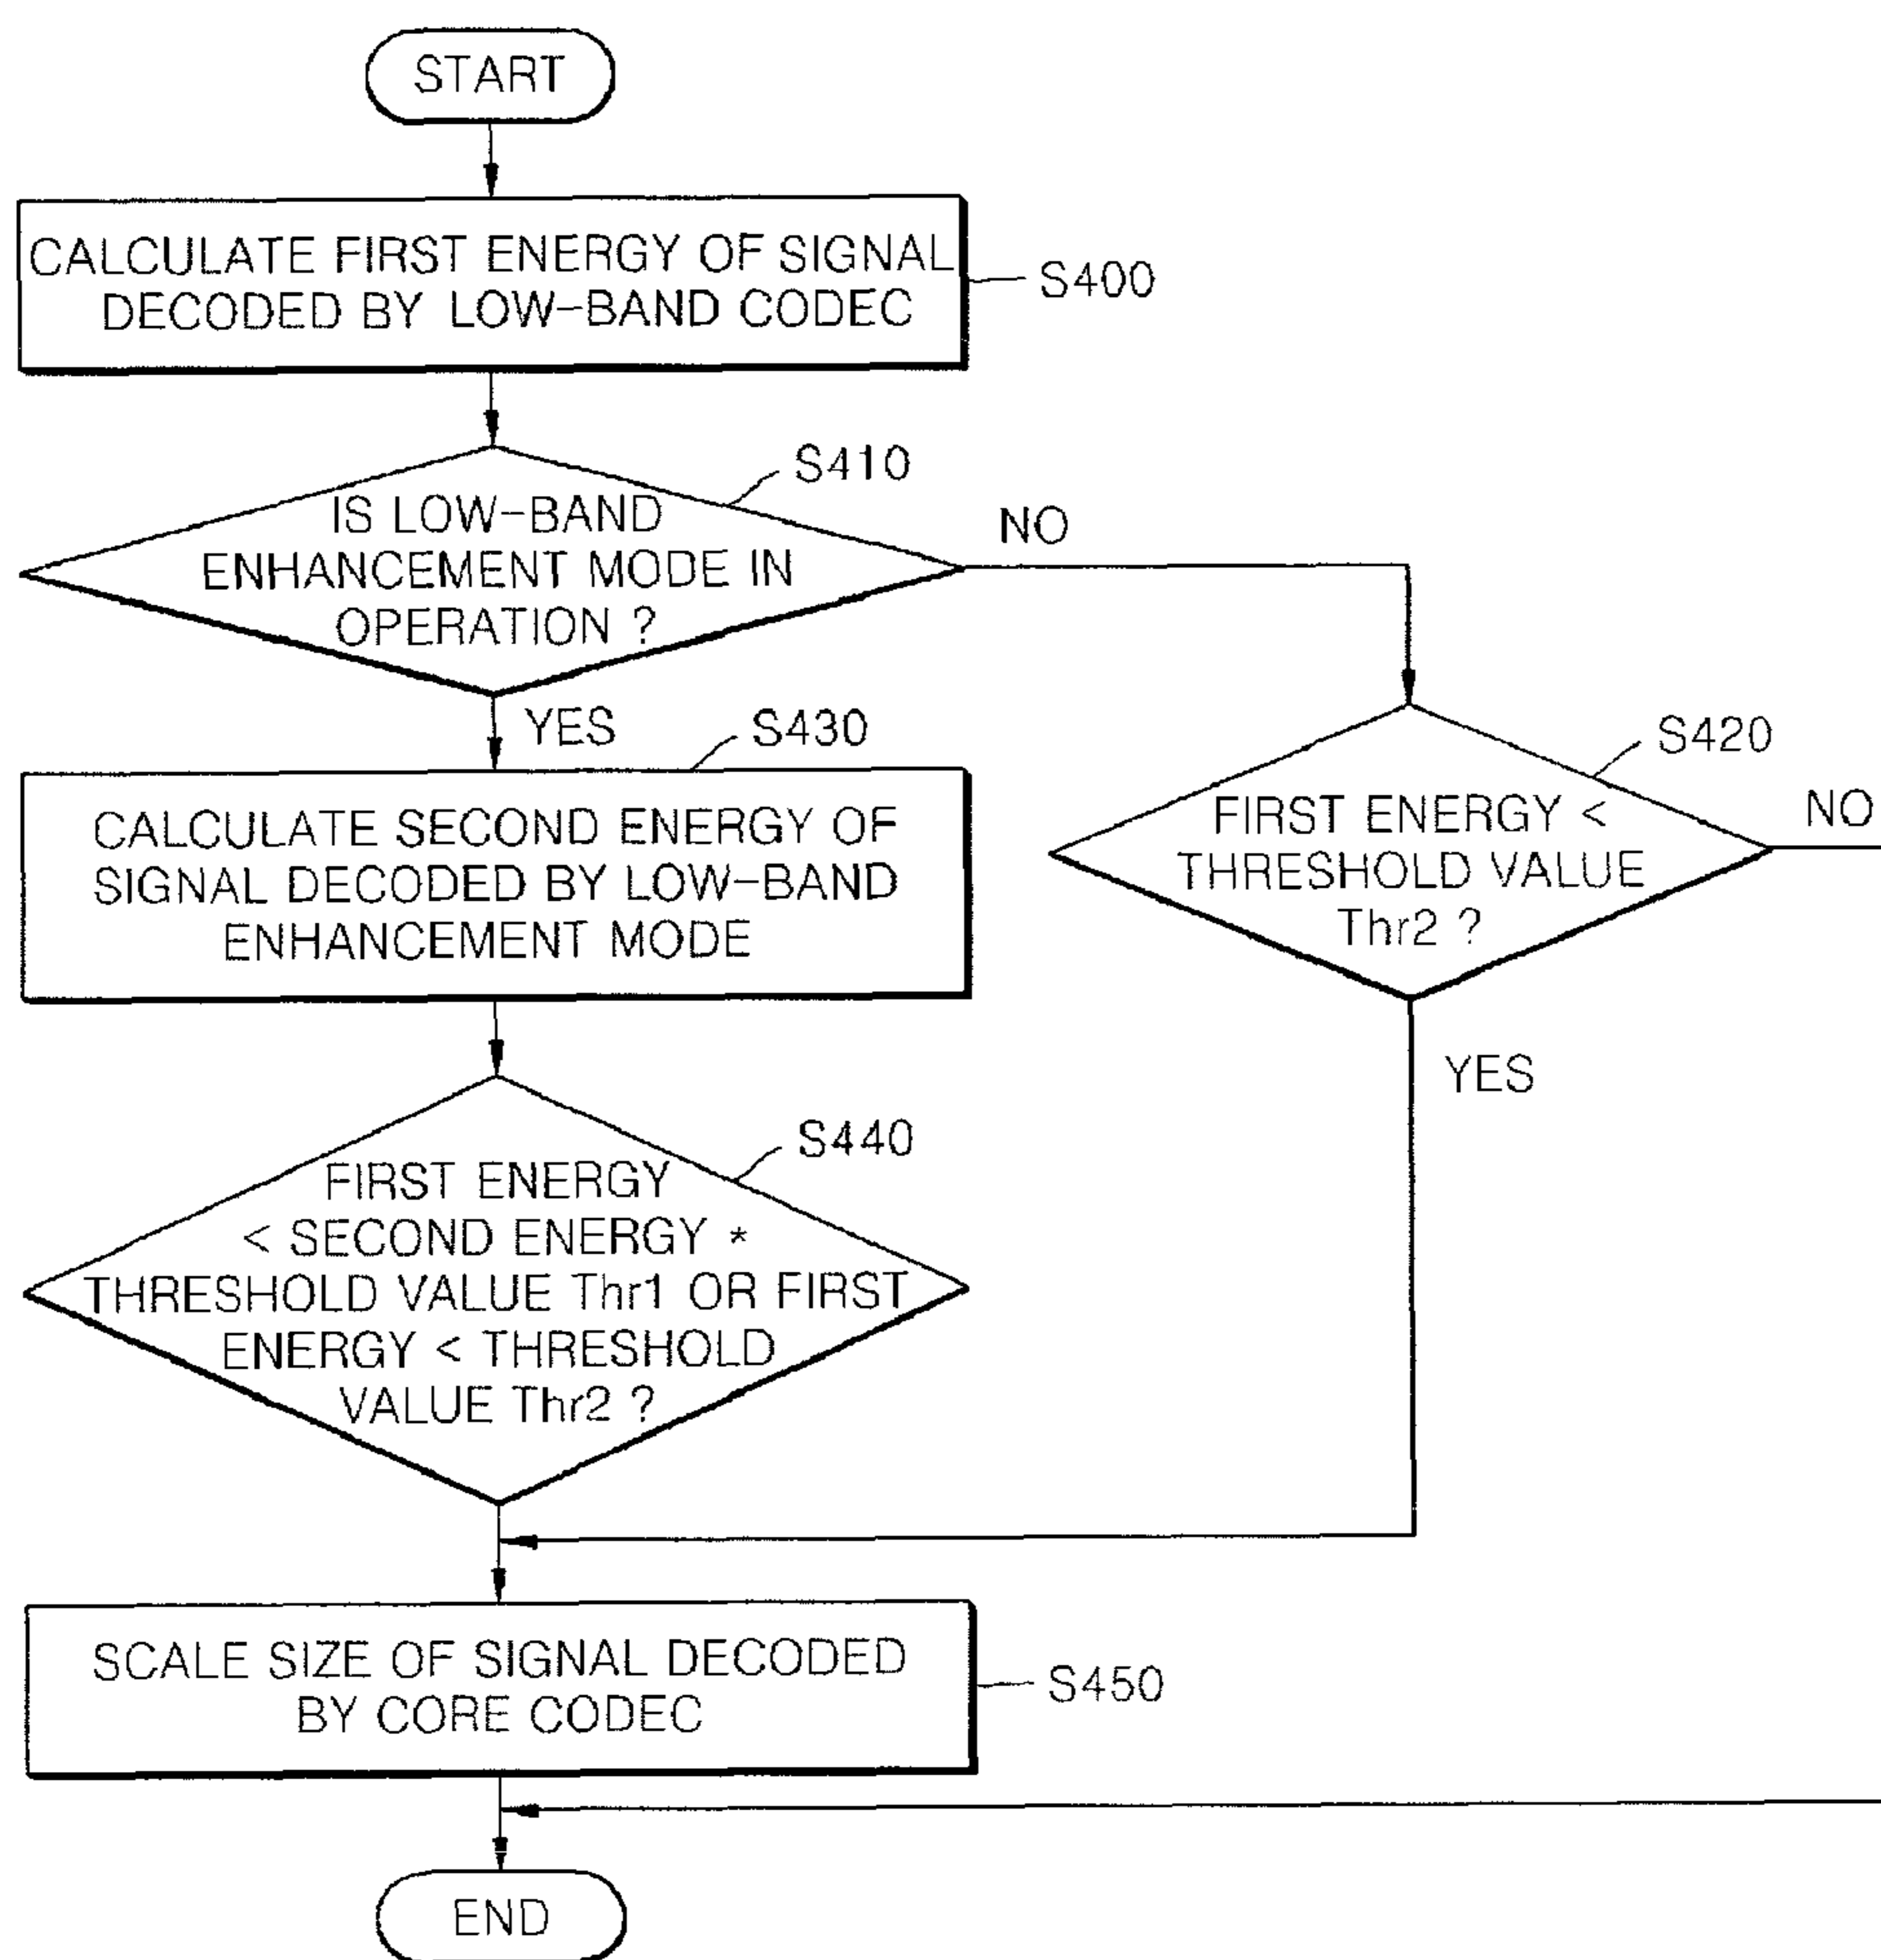 START
CALCULATE FIRST ENERGY OF SIGNAL
DECODED BY LOW-BAND CODEC
S400
S410
IS LOW-BAND
ENHANCEMENT MODE IN
OPERATION ?
NO
YES
S430
CALCULATE SECOND ENERGY OF
SIGNAL DECODED BY LOW-BAND
ENHANCEMENT MODE
S420
FIRST ENERGY <
THRESHOLD VALUE
Thr2 ?
NO
YES
S440
FIRST ENERGY
< SECOND ENERGY *
THRESHOLD VALUE Thr1 OR FIRST
ENERGY < THRESHOLD
VALUE Thr2 ?
SCALE SIZE OF SIGNAL DECODED
BY CORE CODEC
S450
END